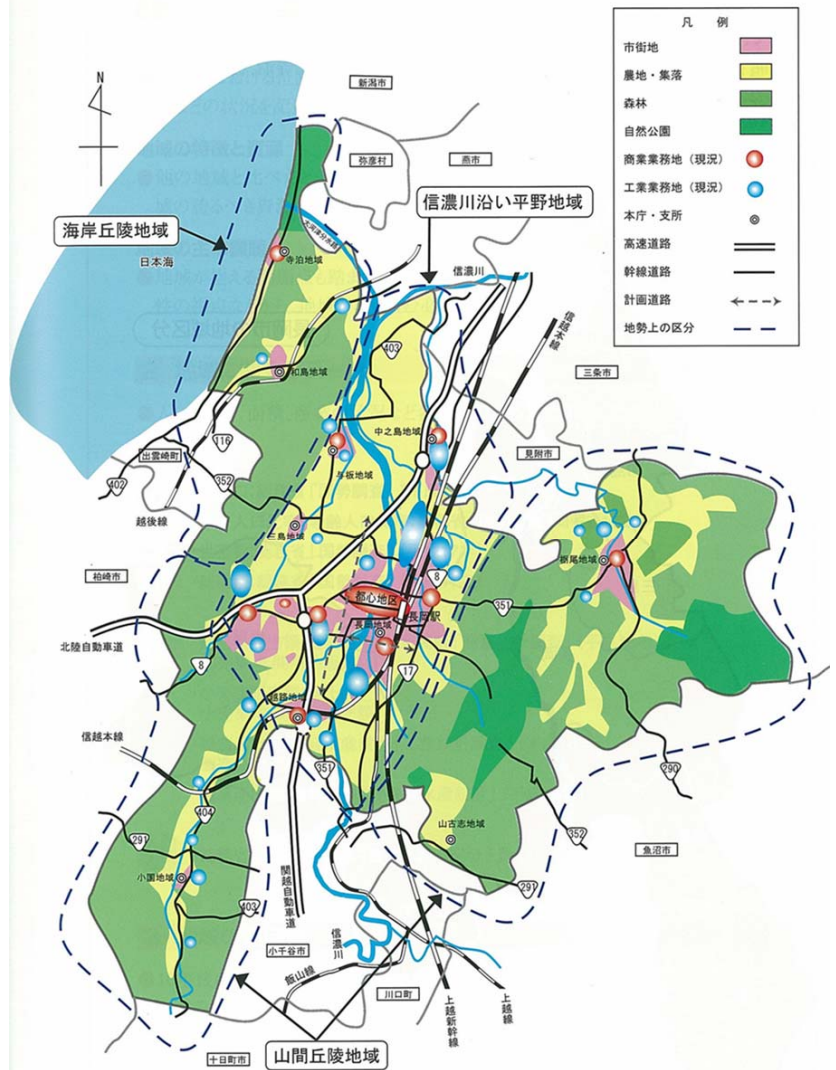 凡 例
市街地
農地・集落
森林
自然公園
商業業務地(現況)
工業業務地(現況)
本庁・支所
高速道路
幹線道路
計画道路
地勢上の区分
N
新潟市
弥彦村
燕市
海岸丘陵地域
信濃川沿い平野地域
日本海
大河津分水路
寺泊地域
信濃川
信越本線
403
三条市
和島地域
中之島地域
見附市
116
出雲崎町
与板地域
352
402
越後線
三島地域
栃尾地域
柏崎市
8
都心地区
351
長岡地域
長岡駅
北陸自動車道
8
17
越路地域
信越本線
351
290
404
山古志地域
352
291
魚沼市
小国地域
291
403
関越自動車道
信濃川
小千谷市
飯山線
川口町
上越新幹線
上越線
山間丘陵地域
十日町市